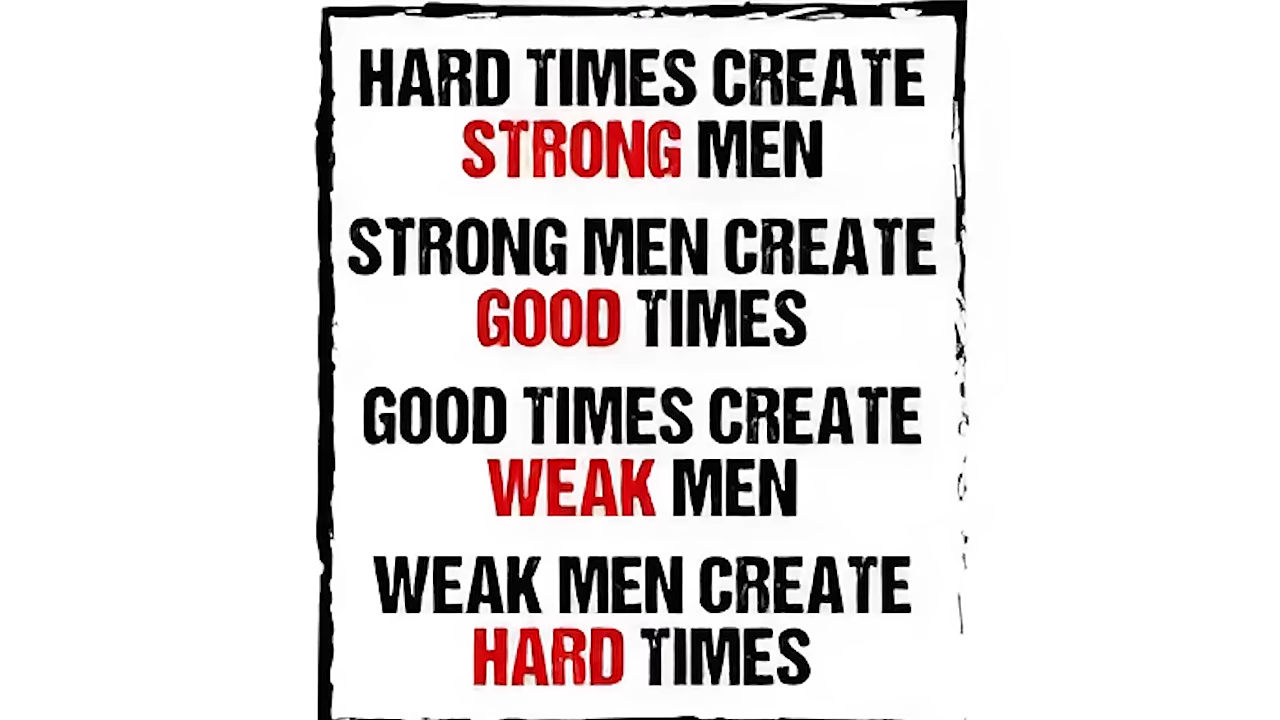 HARD TIMES CREATE
STRONG MEN
STRONG MEN CREATE
GOOD TIMES
GOOD TIMES CREATE
WEAK MEN
WEAK MEN CREATE
HARD TIMES